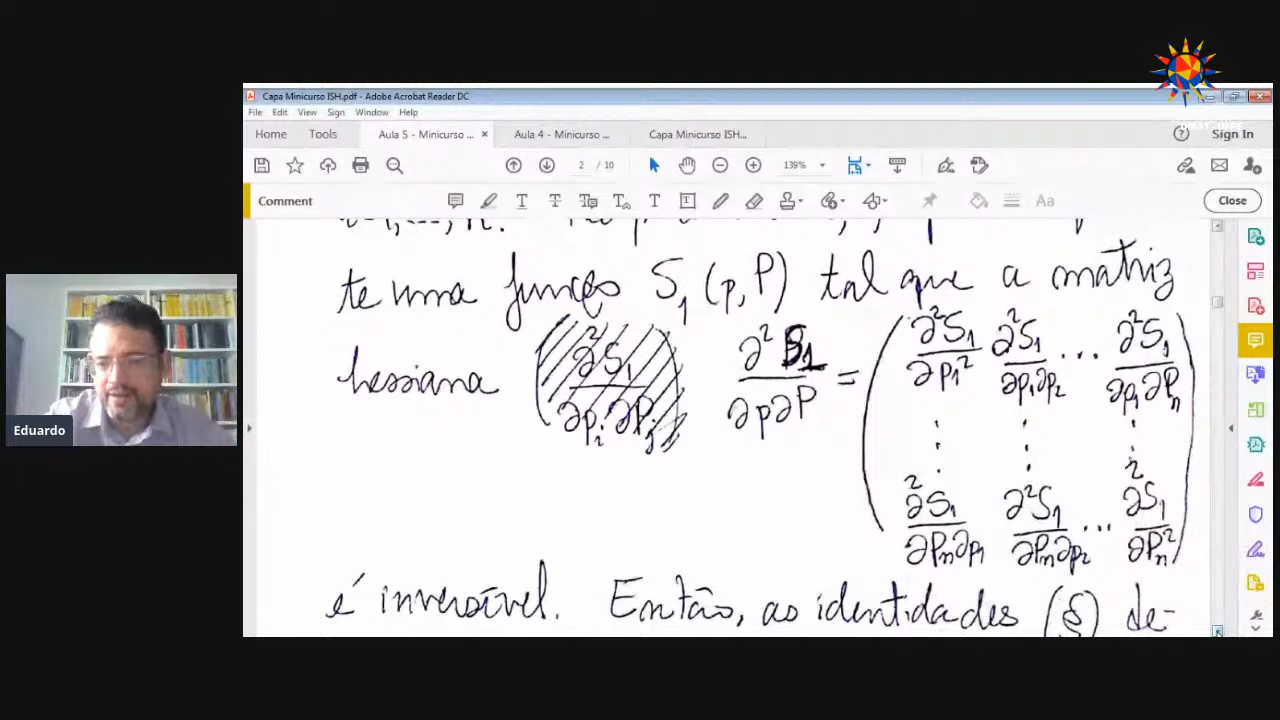 Capa Minicurso ISH.pdf - Adobe Acrobat Reader DC
File Edit View Sign Window Help
Home Tools Aula 5 - Minicurso ... × Aula 4 - Minicurso ... Capa Minicurso ISH... Sign In
2 / 10 139%
Comment Close
te uma função S₁(p,P) tal que a matriz
hessiana (∂²S₁/∂pᵢ∂Pⱼ) ∂²S₁/∂p∂P = (∂²S₁/∂p₁² ∂²S₁/∂p₁∂p₂ ... ∂²S₁/∂p₁∂Pₙ
⋮ ⋮ ⋮
∂²S₁/∂Pₙ∂p₁ ∂²S₁/∂Pₙ∂p₂ ... ∂²S₁/∂Pₙ²)
é inversível. Então, as identidades (ξ) de-
Eduardo